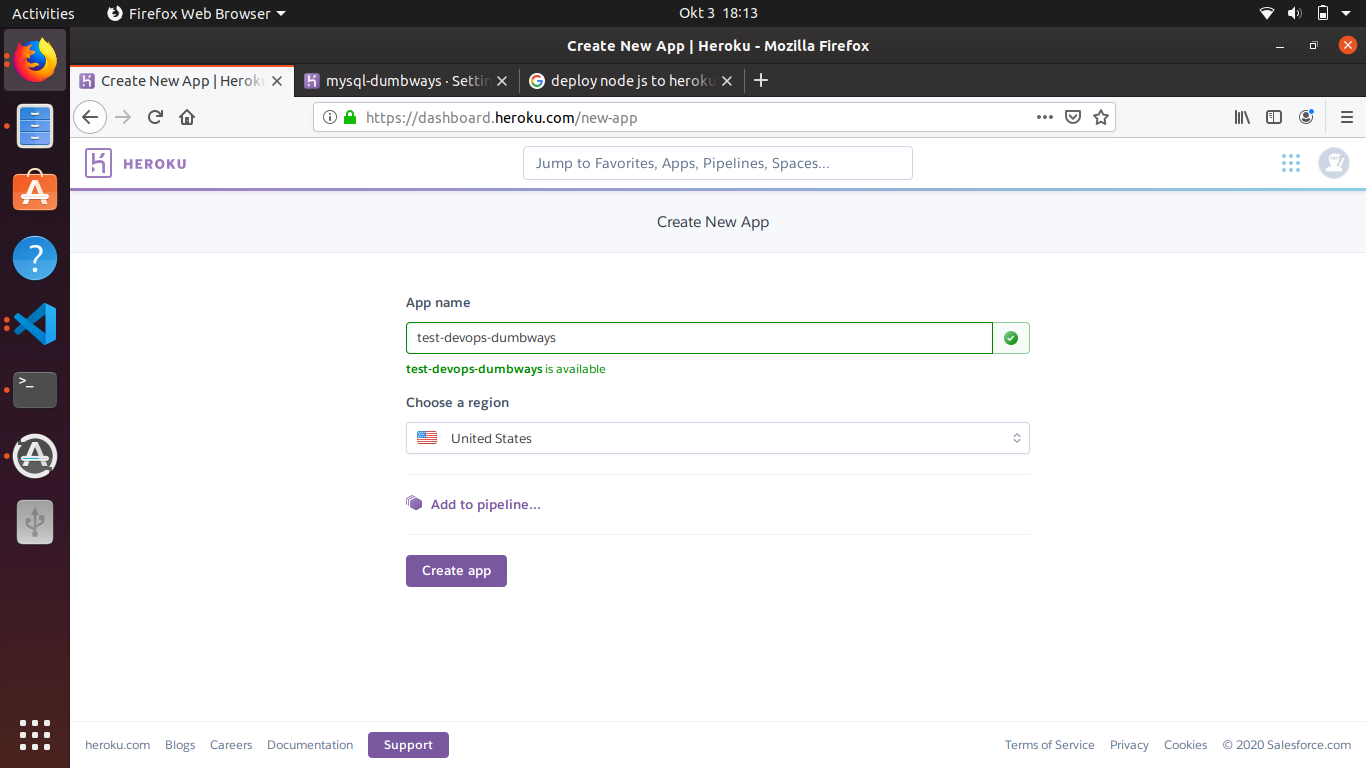 Activities Firefox Web Browser Okt 3 18:13
Create New App | Heroku - Mozilla Firefox
Create New App | Herok mysql-dumbways · Settin deploy node js to heroku
https://dashboard.heroku.com/new-app
HEROKU Jump to Favorites, Apps, Pipelines, Spaces...
Create New App
App name
test-devops-dumbways
test-devops-dumbways is available
Choose a region
United States
Add to pipeline...
Create app
heroku.com Blogs Careers Documentation Support Terms of Service Privacy Cookies © 2020 Salesforce.com